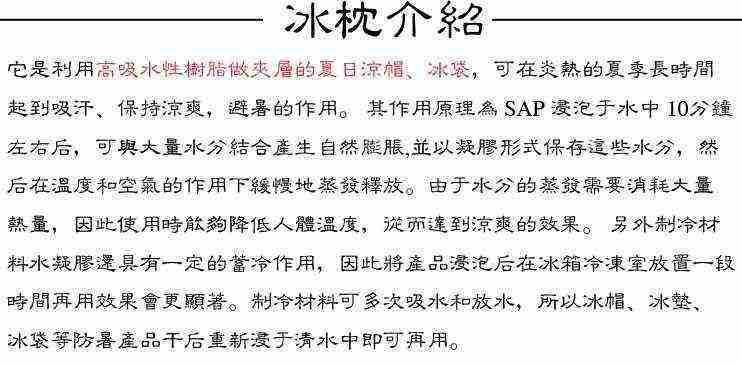 冰枕介紹
它是利用高吸水性樹脂做夾層的夏日涼帽、冰袋，可在炎熱的夏季長時間
起到吸汗、保持涼爽，避暑的作用。其作用原理為 SAP 浸泡于水中 10分鐘
左右后，可與大量水分結合產生自然膨脹,並以凝膠形式保存這些水分，然
后在溫度和空氣的作用下緩慢地蒸發釋放。由于水分的蒸發需要消耗大量
熱量，因此使用時能夠降低人體溫度，從而達到涼爽的效果。另外制冷材
料水凝膠還具有一定的蓄冷作用，因此將產品浸泡后在冰箱冷凍室放置一段
時間再用效果會更顯著。制冷材料可多次吸水和放水，所以冰帽、冰墊、
冰袋等防暑產品干后重新浸于清水中即可再用。